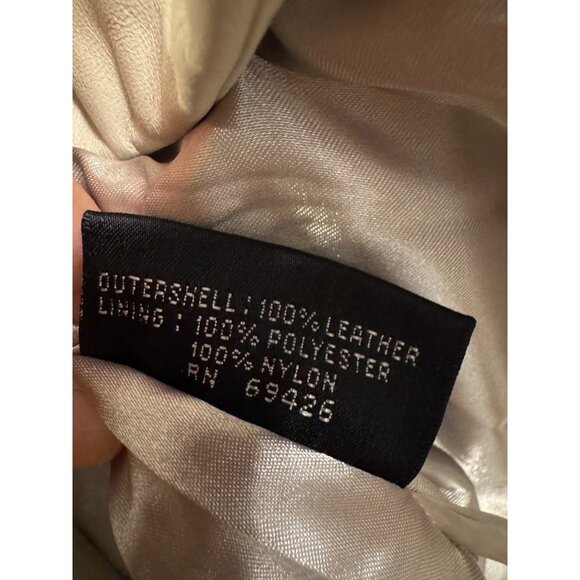 OUTERSHELL: 100% LEATHER
LINING: 100% POLYESTER
100% NYLON
RN 69426